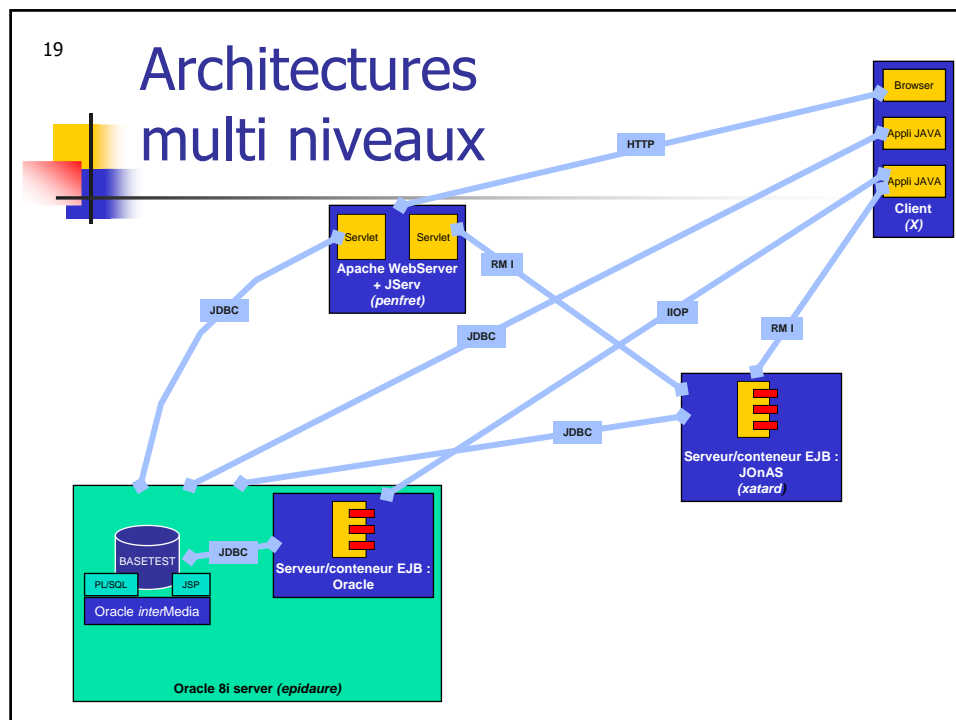 19
Architectures
multi niveaux
Browser
Appli JAVA
Appli JAVA
Client
(X)
HTTP
Servlet
Servlet
Apache WebServer
+ JServ
(penfret)
RM I
JDBC
IIOP
JDBC
RM I
JDBC
Serveur/conteneur EJB :
JOnAS
(xatard)
BASETEST
JDBC
PL/SQL
JSP
Oracle interMedia
Serveur/conteneur EJB :
Oracle
Oracle 8i server (epidaure)